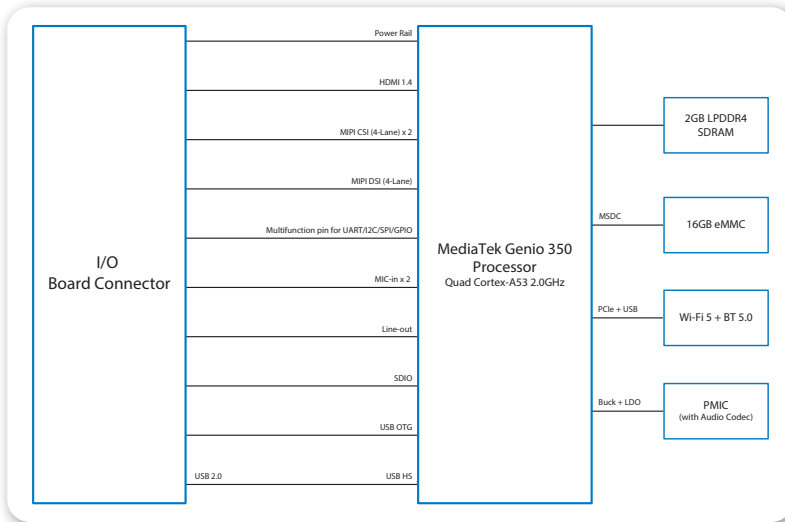 I/O
Board Connector
Power Rail
HDMI 1.4
MIPI CSI (4-Lane) x 2
MIPI DSI (4-Lane)
Multifunction pin for UART/I2C/SPI/GPIO
MIC-in x 2
Line-out
SDIO
USB OTG
USB 2.0
USB HS
MediaTek Genio 350
Processor
Quad Cortex-A53 2.0GHz
2GB LPDDR4
SDRAM
MSDC
16GB eMMC
PCIe + USB
Wi-Fi 5 + BT 5.0
Buck + LDO
PMIC
(with Audio Codec)